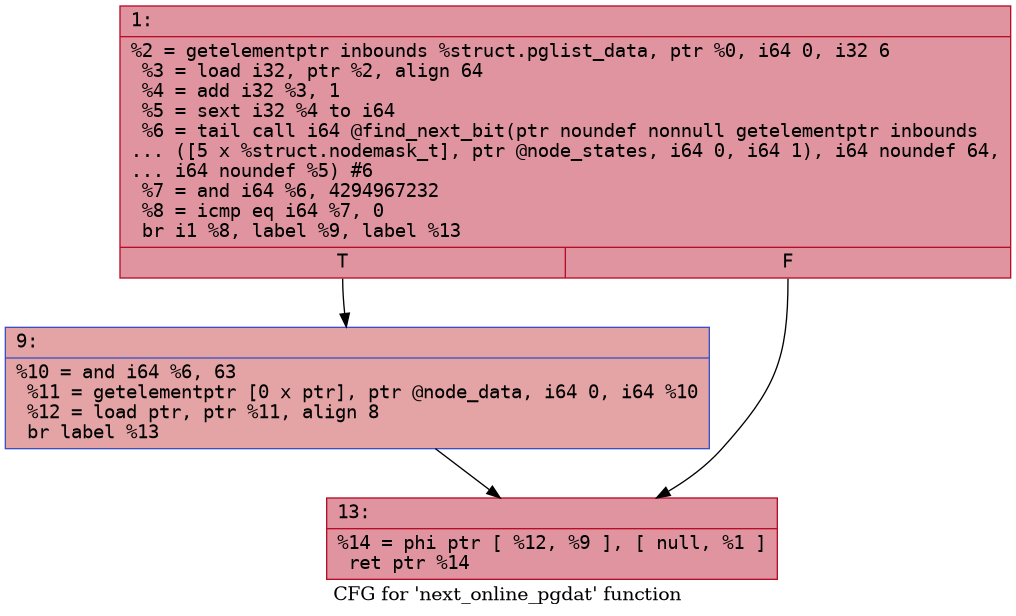 1:
%2 = getelementptr inbounds %struct.pglist_data, ptr %0, i64 0, i32 6
%3 = load i32, ptr %2, align 64
%4 = add i32 %3, 1
%5 = sext i32 %4 to i64
%6 = tail call i64 @find_next_bit(ptr noundef nonnull getelementptr inbounds
... ([5 x %struct.nodemask_t], ptr @node_states, i64 0, i64 1), i64 noundef 64,
... i64 noundef %5) #6
%7 = and i64 %6, 4294967232
%8 = icmp eq i64 %7, 0
br i1 %8, label %9, label %13
T F
9:
%10 = and i64 %6, 63
%11 = getelementptr [0 x ptr], ptr @node_data, i64 0, i64 %10
%12 = load ptr, ptr %11, align 8
br label %13
13:
%14 = phi ptr [ %12, %9 ], [ null, %1 ]
ret ptr %14
CFG for 'next_online_pgdat' function